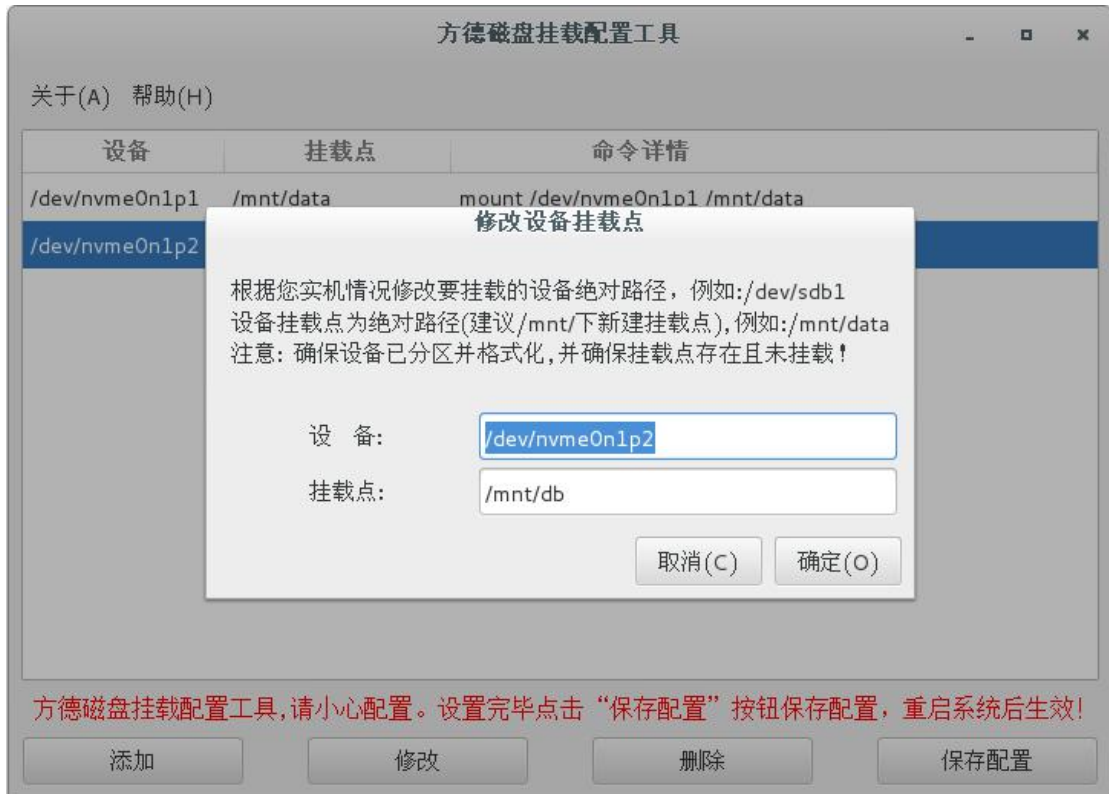 方德磁盘挂载配置工具
关于(A) 帮助(H)
设备 挂载点 命令详情
/dev/nvme0n1p1 /mnt/data mount /dev/nvme0n1p1 /mnt/data
修改设备挂载点
/dev/nvme0n1p2
根据您实机情况修改要挂载的设备绝对路径，例如:/dev/sdb1
设备挂载点为绝对路径(建议/mnt/下新建挂载点),例如:/mnt/data
注意: 确保设备已分区并格式化,并确保挂载点存在且未挂载！
设 备: /dev/nvme0n1p2
挂载点: /mnt/db
取消(C) 确定(O)
方德磁盘挂载配置工具,请小心配置。设置完毕点击“保存配置”按钮保存配置，重启系统后生效!
添加 修改 删除 保存配置